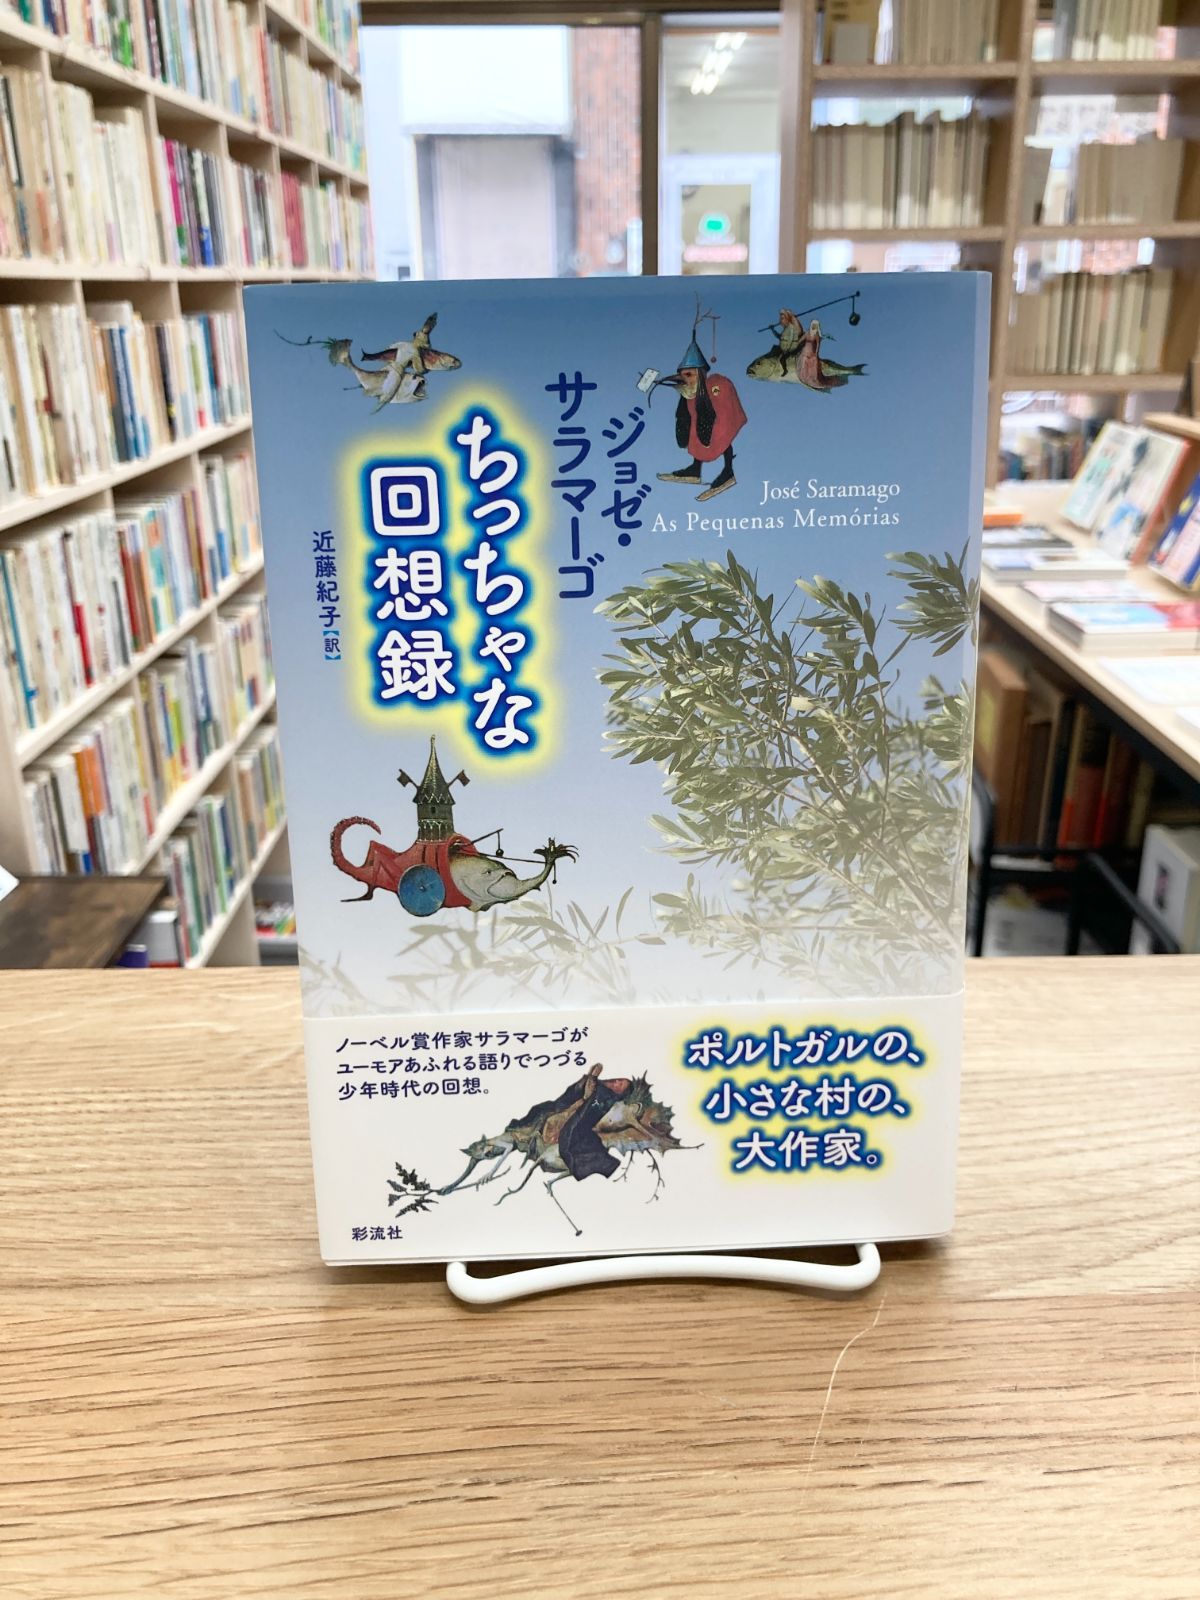 ジョゼ・
サラマーゴ
ちっちゃな
回想録
近藤紀子【訳】
José Saramago
As Pequenas Memórias
ノーベル賞作家サラマーゴが
ユーモアあふれる語りでつづる
少年時代の回想。
ポルトガルの、
小さな村の、
大作家。
彩流社